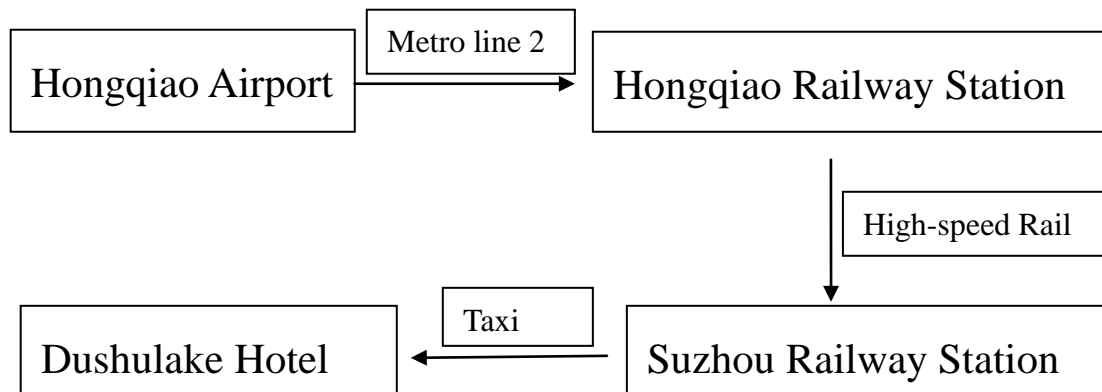 Hongqiao Airport
Metro line 2
Hongqiao Railway Station
High-speed Rail
Suzhou Railway Station
Taxi
Dushulake Hotel